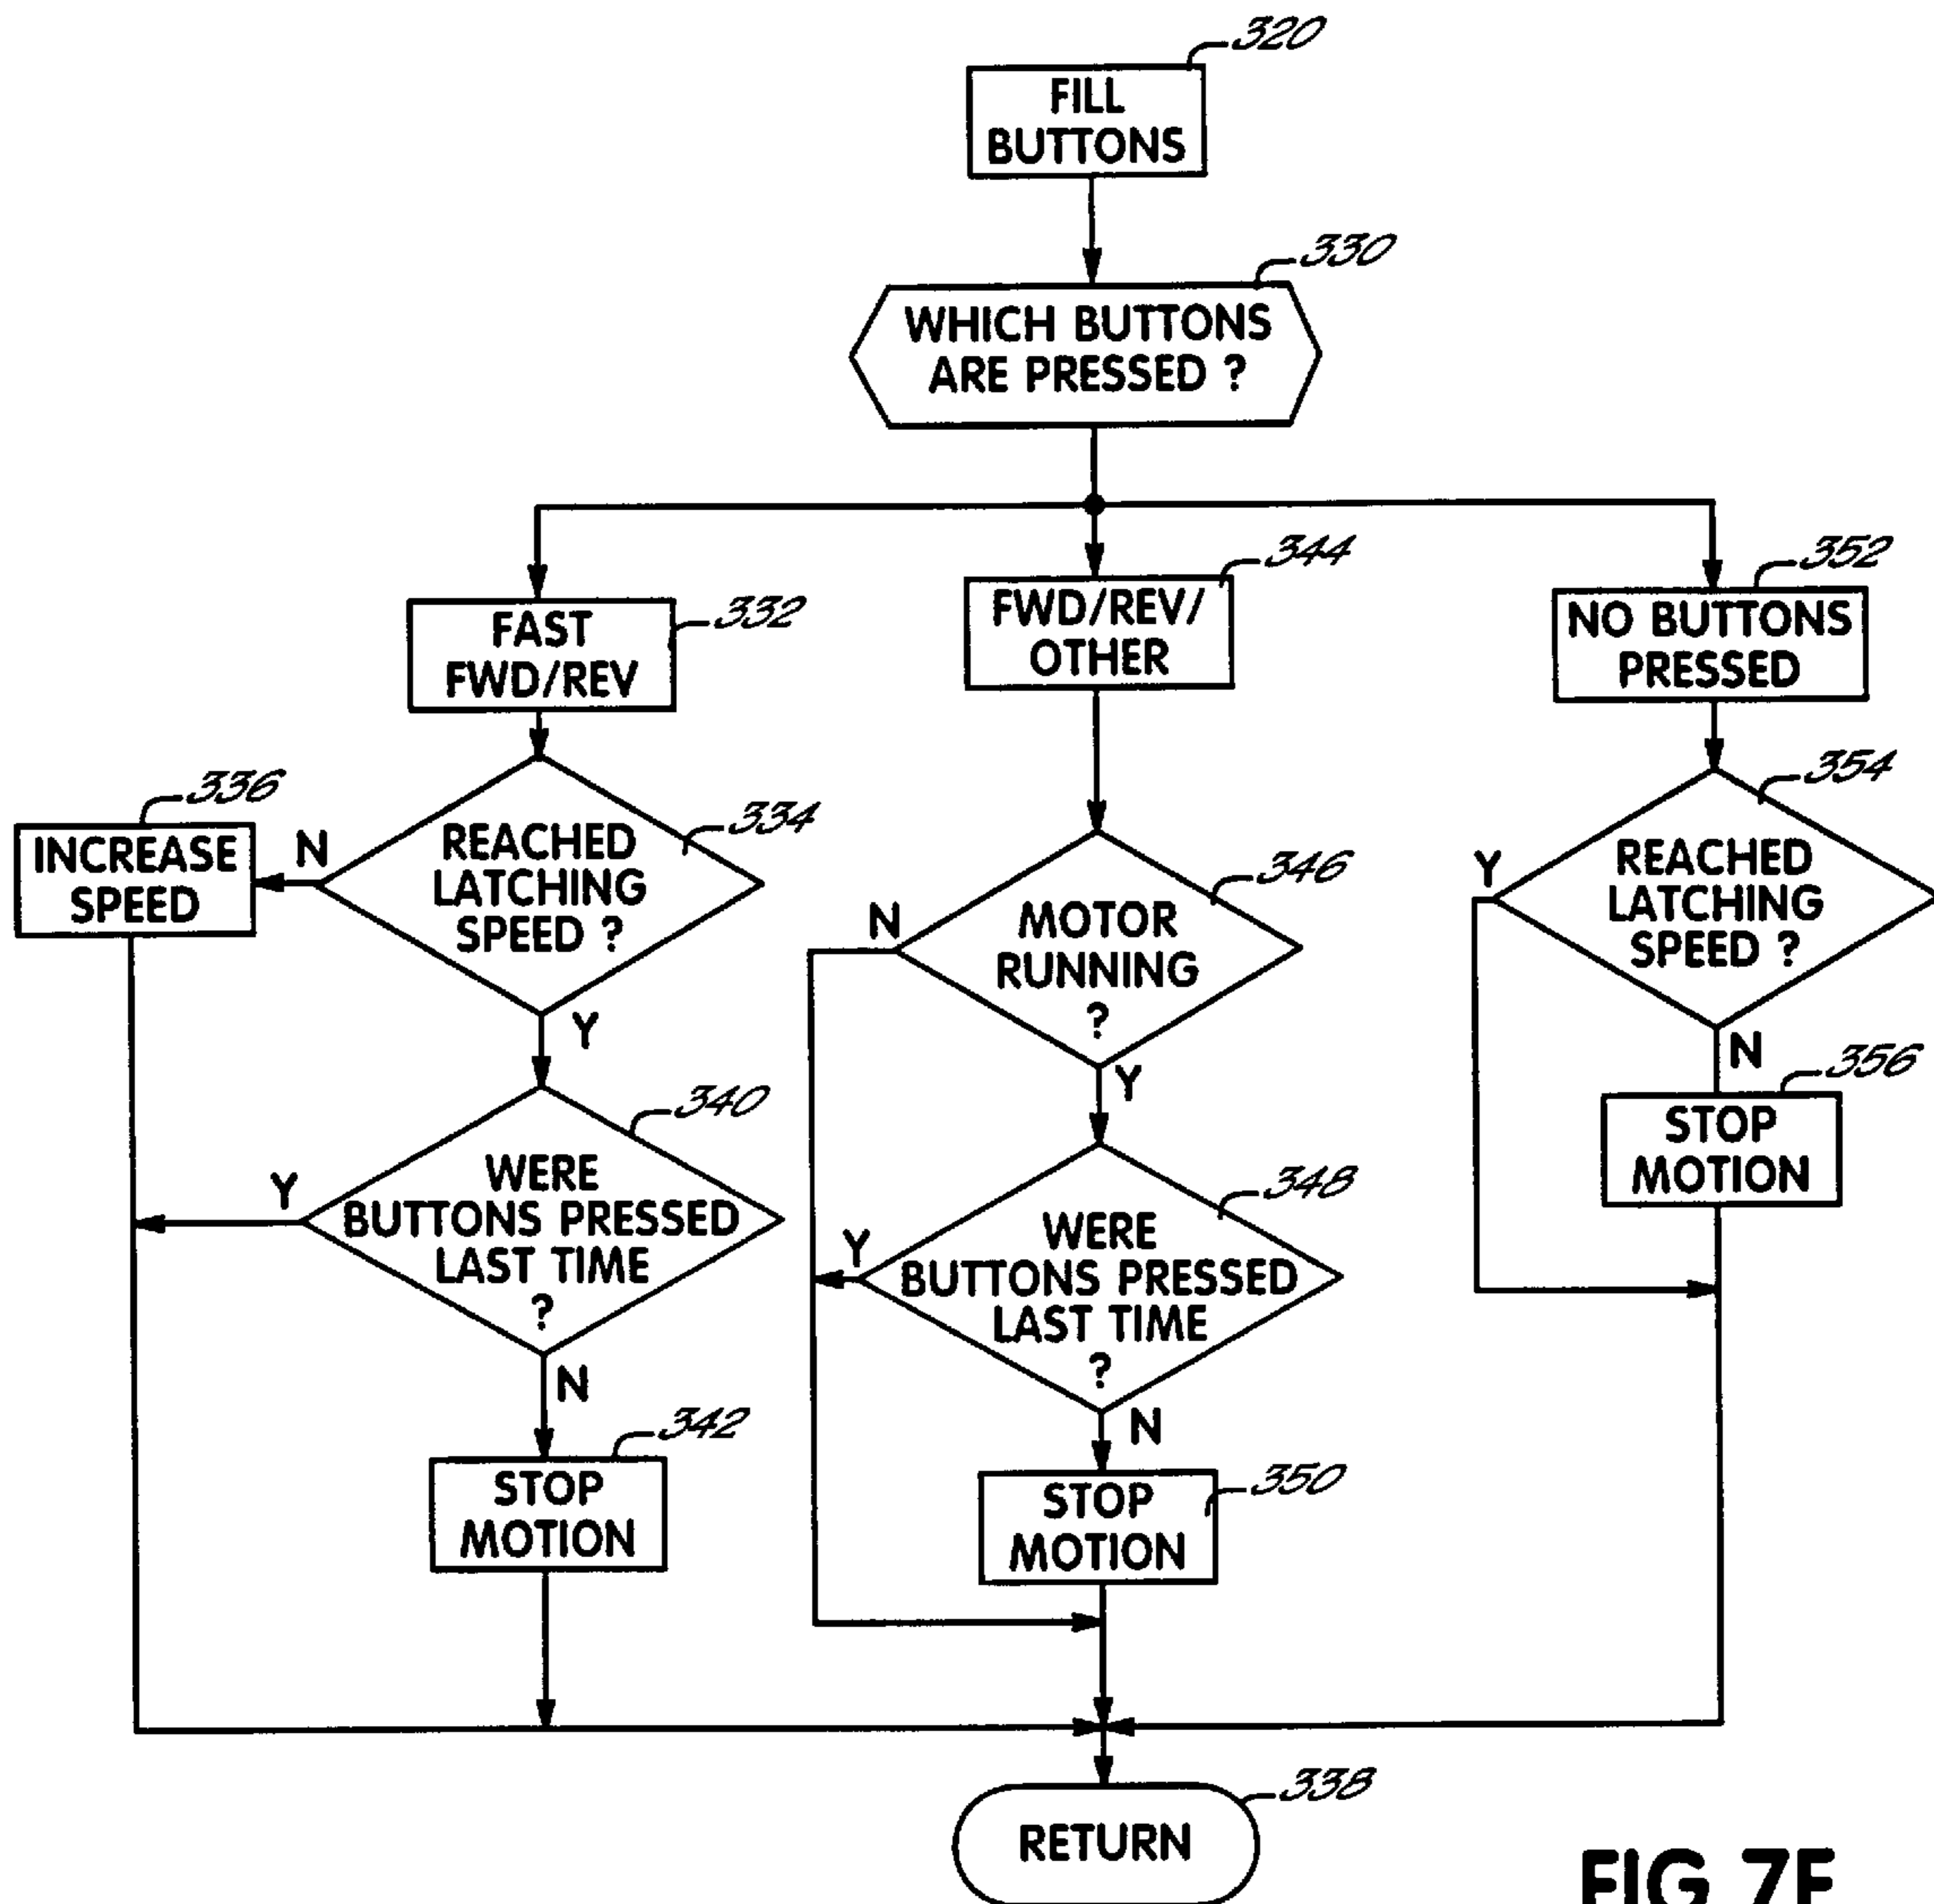 320
FILL
BUTTONS
330
WHICH BUTTONS
ARE PRESSED ?
332
FAST
FWD/REV
344
FWD/REV/
OTHER
352
NO BUTTONS
PRESSED
336
INCREASE
SPEED
N
334
REACHED
LATCHING
SPEED ?
Y
346
N
MOTOR
RUNNING
?
Y
354
Y
REACHED
LATCHING
SPEED ?
N
356
STOP
MOTION
340
Y
WERE
BUTTONS PRESSED
LAST TIME
?
N
348
Y
WERE
BUTTONS PRESSED
LAST TIME
?
N
342
STOP
MOTION
350
STOP
MOTION
338
RETURN